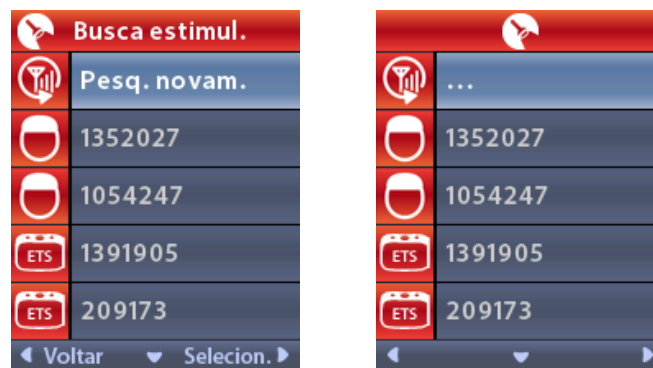 Busca estimul.
Pesq. novam.
1352027
1054247
ETS 1391905
ETS 209173
Voltar Selecion.
...
1352027
1054247
ETS 1391905
ETS 209173